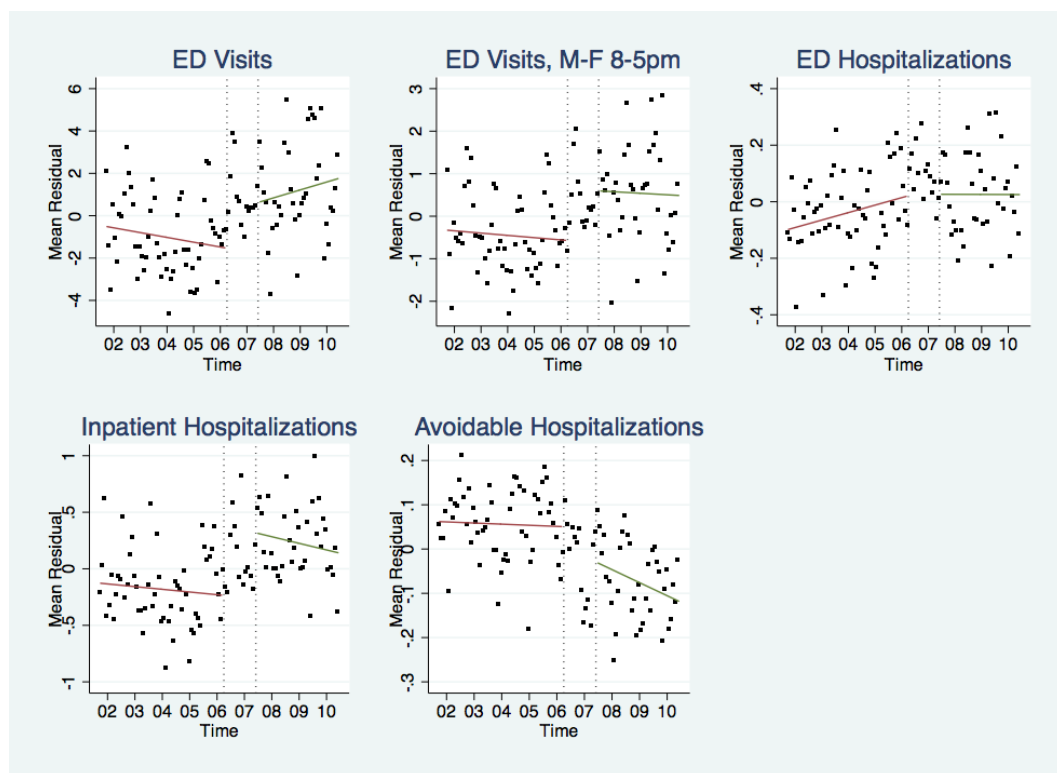 ED Visits
Mean Residual
6
4
2
0
-2
-4
02 03 04 05 06 07 08 09 10
Time
ED Visits, M-F 8-5pm
Mean Residual
3
2
1
0
-1
-2
02 03 04 05 06 07 08 09 10
Time
ED Hospitalizations
Mean Residual
.4
.2
0
-.2
-.4
02 03 04 05 06 07 08 09 10
Time
Inpatient Hospitalizations
Mean Residual
1
.5
0
-.5
-1
02 03 04 05 06 07 08 09 10
Time
Avoidable Hospitalizations
Mean Residual
.2
.1
0
-.1
-.2
-.3
02 03 04 05 06 07 08 09 10
Time